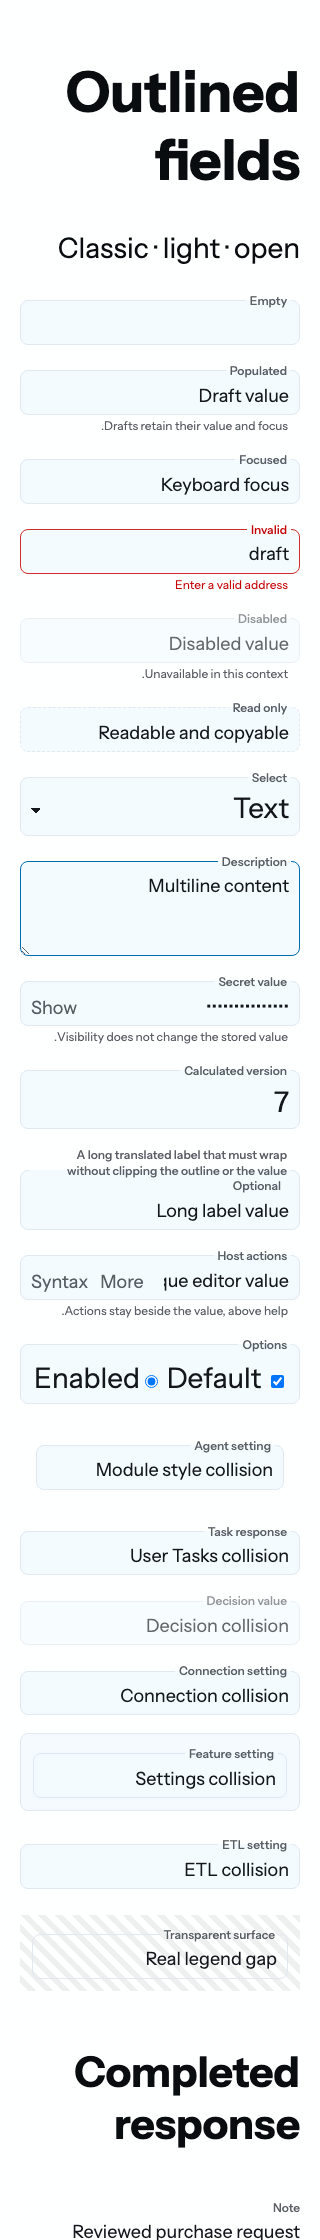 Outlined
fields
Classic · light · open
Empty
Populated
Draft value
.Drafts retain their value and focus
Focused
Keyboard focus
Invalid
draft
Enter a valid address
Disabled
Disabled value
.Unavailable in this context
Read only
Readable and copyable
Select
Text
Description
Multiline content
Secret value
Show ···············
.Visibility does not change the stored value
Calculated version
7
A long translated label that must wrap
without clipping the outline or the value
Optional
Long label value
Host actions
Syntax More que editor value
.Actions stay beside the value, above help
Options
Enabled Default
Agent setting
Module style collision
Task response
User Tasks collision
Decision value
Decision collision
Connection setting
Connection collision
Feature setting
Settings collision
ETL setting
ETL collision
Transparent surface
Real legend gap
Completed
response
Note
Reviewed purchase request